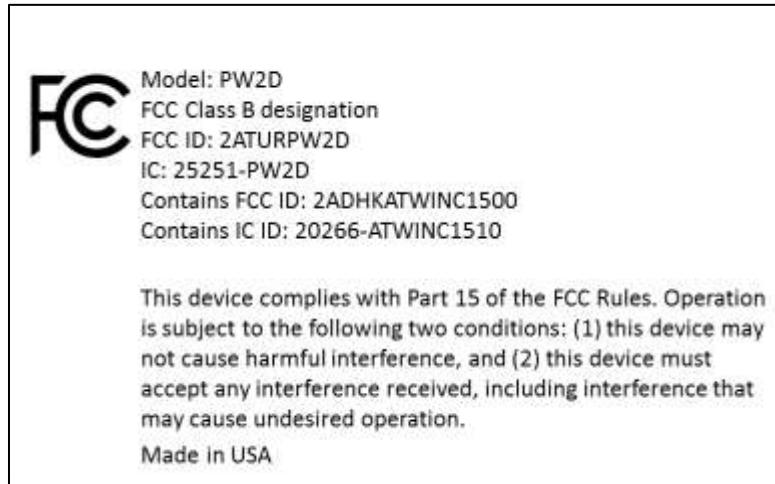 FC
Model: PW2D
FCC Class B designation
FCC ID: 2ATURPW2D
IC: 25251-PW2D
Contains FCC ID: 2ADHKATWINC1500
Contains IC ID: 20266-ATWINC1510
This device complies with Part 15 of the FCC Rules. Operation
is subject to the following two conditions: (1) this device may
not cause harmful interference, and (2) this device must
accept any interference received, including interference that
may cause undesired operation.
Made in USA